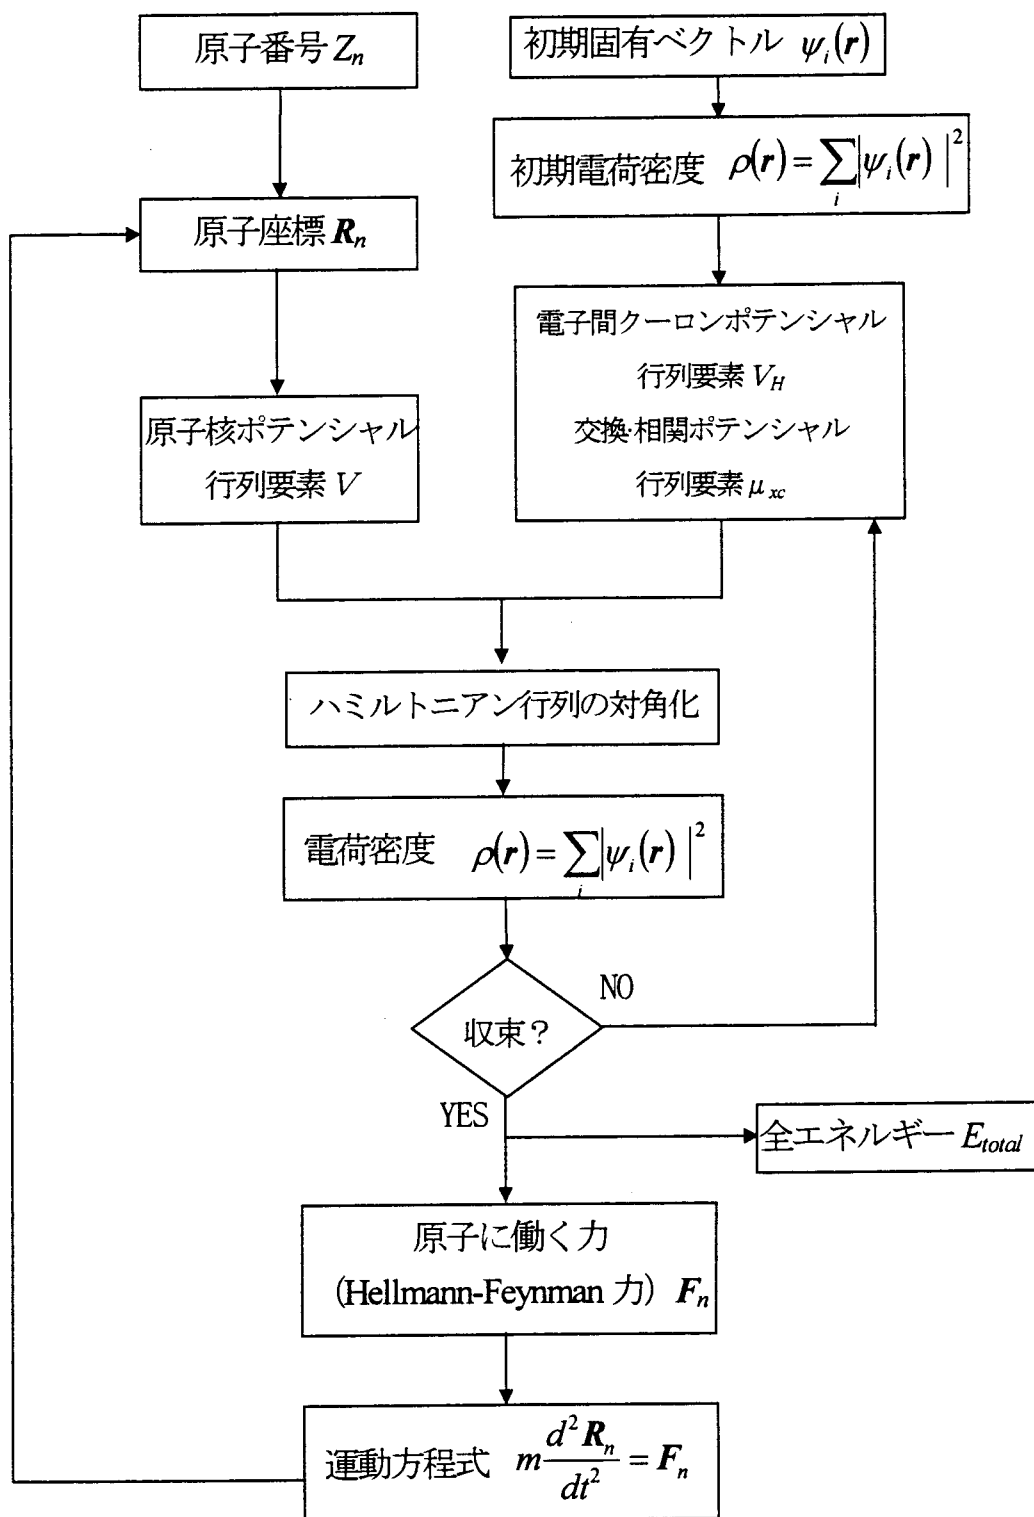 原子番号 Zₙ
初期固有ベクトル ψᵢ(r)
初期電荷密度 ρ(r) = ∑ᵢ|ψᵢ(r)|²
原子座標 Rₙ
電子間クーロンポテンシャル
行列要素 V_H
交換·相関ポテンシャル
行列要素 μ_xc
原子核ポテンシャル
行列要素 V
ハミルトニアン行列の対角化
電荷密度 ρ(r) = ∑ᵢ|ψᵢ(r)|²
収束?
NO
YES
全エネルギー E_total
原子に働く力
(Hellmann-Feynman 力) Fₙ
運動方程式 m d²Rₙ/dt² = Fₙ